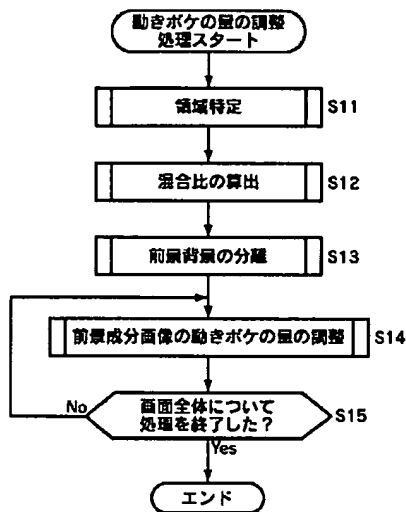 動きボケの量の調整
処理スタート
領域特定 S11
混合比の算出 S12
前景背景の分離 S13
前景成分画像の動きボケの量の調整 S14
画面全体について
処理を終了した？ S15
No
Yes
エンド